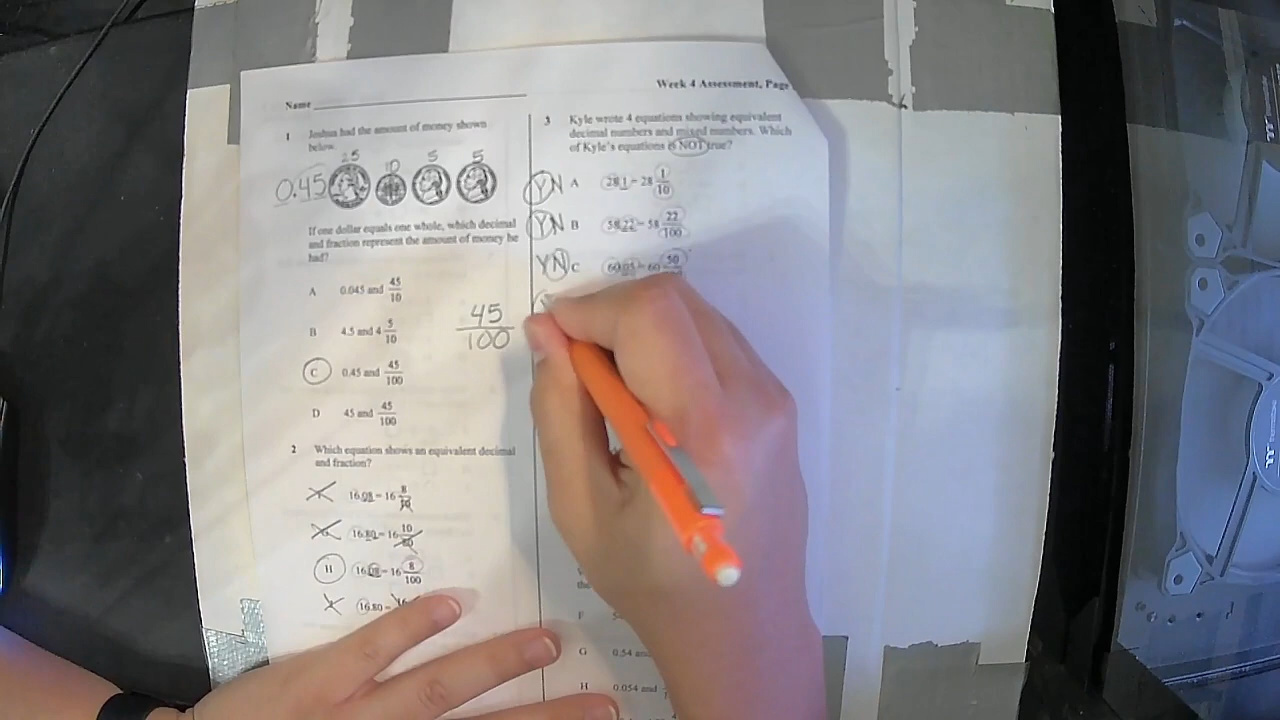 Week 4 Assessment, Page
Name
1 Joshua had the amount of money shown
below.
25 10 5 5
0.45
If one dollar equals one whole, which decimal
and fraction represent the amount of money he
had?
A 0.045 and 45/10
B 4.5 and 4 5/10
C 0.45 and 45/100
D 45 and 45/100
45/100
2 Which equation shows an equivalent decimal
and fraction?
16.08 = 16 8/10
16.80 = 16 10/80
H 16.08 = 16 8/100
16.80 =
3 Kyle wrote 4 equations showing equivalent
decimal numbers and mixed numbers. Which
of Kyle's equations is NOT true?
YN A 28.1 = 28 1/10
YN B 58.22 = 58 22/100
YN C 60.05 = 60 50
F
G 0.54 and
H 0.054 and